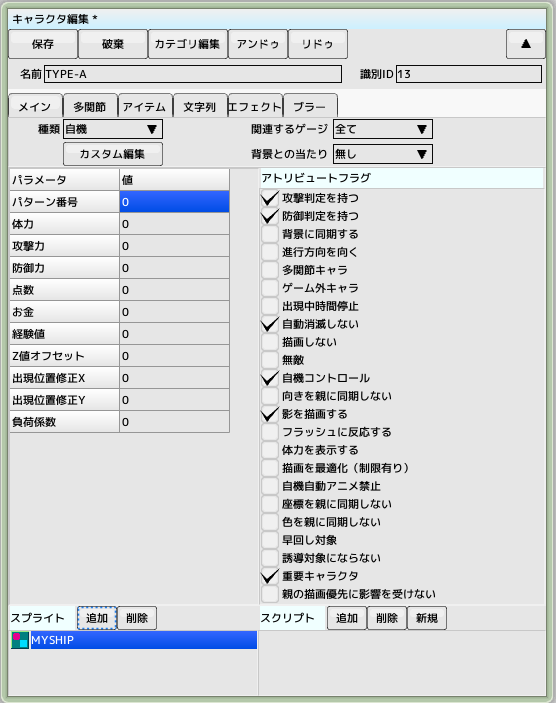 キャラクタ編集 *
保存 破棄 カテゴリ編集 アンドゥ リドゥ ▲
名前 TYPE-A 識別ID 13
メイン 多関節 アイテム 文字列 エフェクト ブラー
種類 自機 ▼ 関連するゲージ 全て ▼
カスタム編集 背景との当たり 無し ▼
パラメータ 値
パターン番号 0
体力 0
攻撃力 0
防御力 0
点数 0
お金 0
経験値 0
Z値オフセット 0
出現位置修正X 0
出現位置修正Y 0
負荷係数 0
アトリビュートフラグ
攻撃判定を持つ
防御判定を持つ
背景に同期する
進行方向を向く
多関節キャラ
ゲーム外キャラ
出現中時間停止
自動消滅しない
描画しない
無敵
自機コントロール
向きを親に同期しない
影を描画する
フラッシュに反応する
体力を表示する
描画を最適化（制限有り）
自機自動アニメ禁止
座標を親に同期しない
色を親に同期しない
早回し対象
誘導対象にならない
重要キャラクタ
親の描画優先に影響を受けない
スプライト 追加 削除
MYSHIP
スクリプト 追加 削除 新規